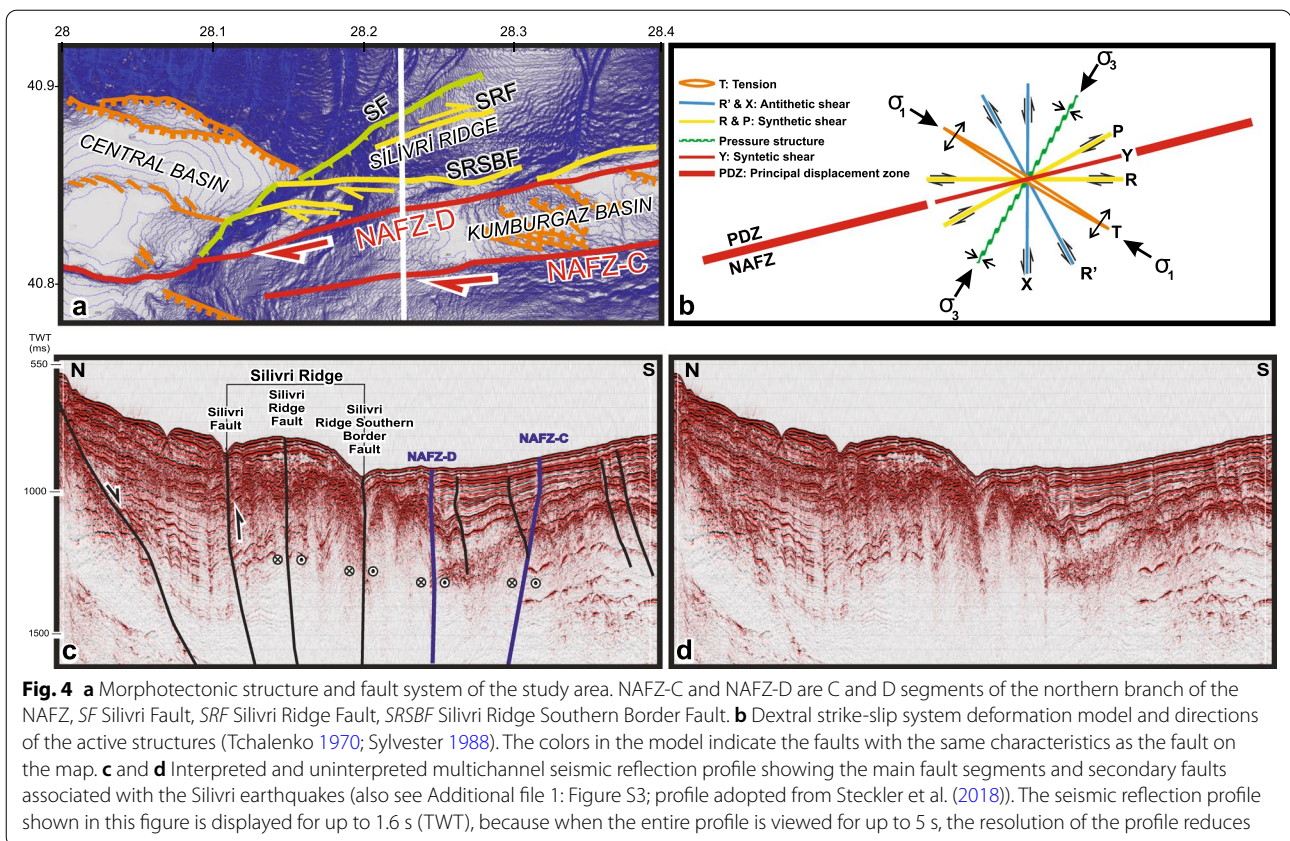 28 28.1 28.2 28.3 28.4
40.9
40.8
CENTRAL BASIN
SF
SRF
SİLİVRİ RIDGE
SRSBF
NAFZ-D
KUMBURGAZ BASIN
NAFZ-C
a
T: Tension
R' & X: Antithetic shear
R & P: Synthetic shear
Pressure structure
Y: Syntetic shear
PDZ: Principal displacement zone
σ3
σ1
P
Y
R
T
σ1
R'
X
σ3
PDZ
NAFZ
b
TWT
(ms)
550
1000
1500
N
S
Silivri Ridge
Silivri
Fault
Silivri
Ridge
Fault
Silivri
Ridge Southern
Border
Fault
NAFZ-D
NAFZ-C
c
N
S
d
Fig. 4 a Morphotectonic structure and fault system of the study area. NAFZ-C and NAFZ-D are C and D segments of the northern branch of the
NAFZ, SF Silivri Fault, SRF Silivri Ridge Fault, SRSBF Silivri Ridge Southern Border Fault. b Dextral strike-slip system deformation model and directions
of the active structures (Tchalenko 1970; Sylvester 1988). The colors in the model indicate the faults with the same characteristics as the fault on
the map. c and d Interpreted and uninterpreted multichannel seismic reflection profile showing the main fault segments and secondary faults
associated with the Silivri earthquakes (also see Additional file 1: Figure S3; profile adopted from Steckler et al. (2018)). The seismic reflection profile
shown in this figure is displayed for up to 1.6 s (TWT), because when the entire profile is viewed for up to 5 s, the resolution of the profile reduces